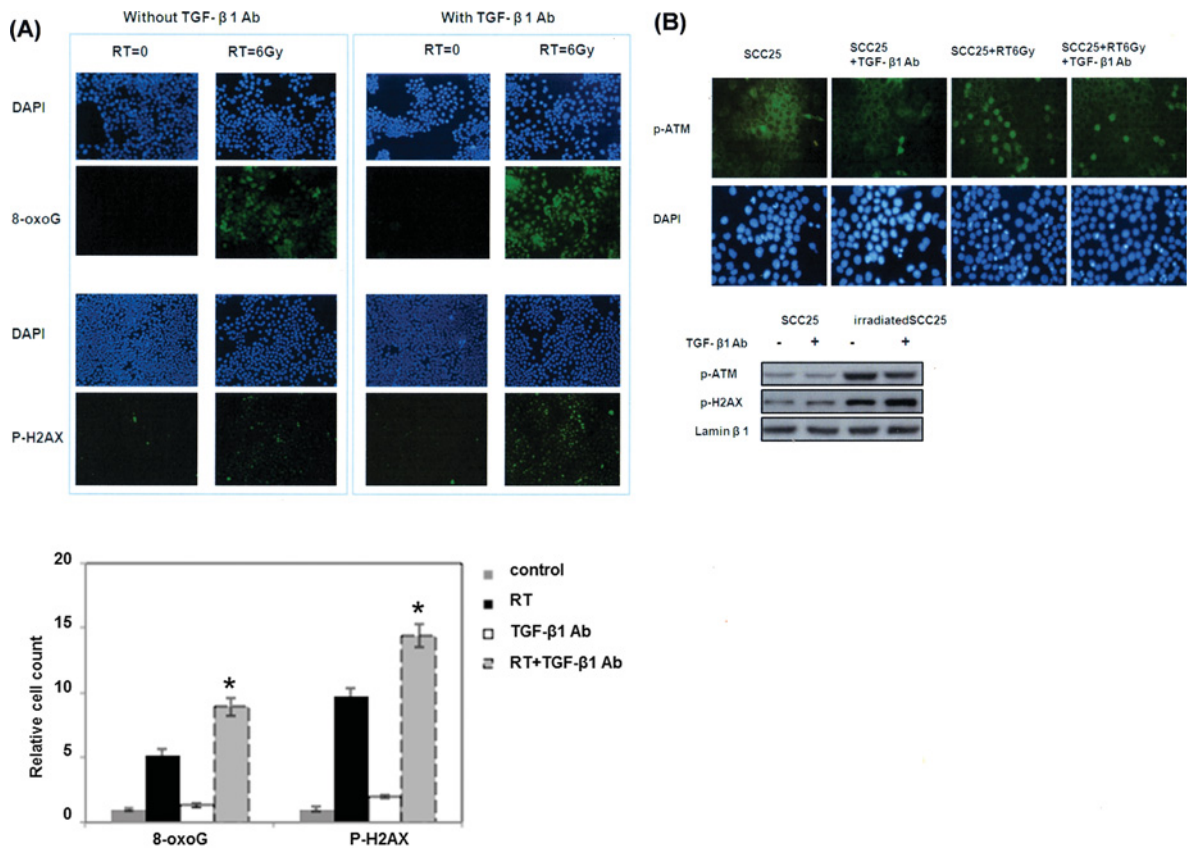 (A)
Without TGF- β 1 Ab
With TGF- β 1 Ab
RT=0
RT=6Gy
RT=0
RT=6Gy
DAPI
8-oxoG
DAPI
P-H2AX
20
15
10
5
0
Relative cell count
8-oxoG
P-H2AX
control
RT
TGF-β1 Ab
RT+TGF-β1 Ab
*
*
(B)
SCC25
SCC25
+TGF- β1 Ab
SCC25+RT6Gy
SCC25+RT6Gy
+TGF- β1 Ab
p-ATM
DAPI
SCC25
irradiatedSCC25
TGF- β1 Ab
-
+
-
+
p-ATM
p-H2AX
Lamin β 1